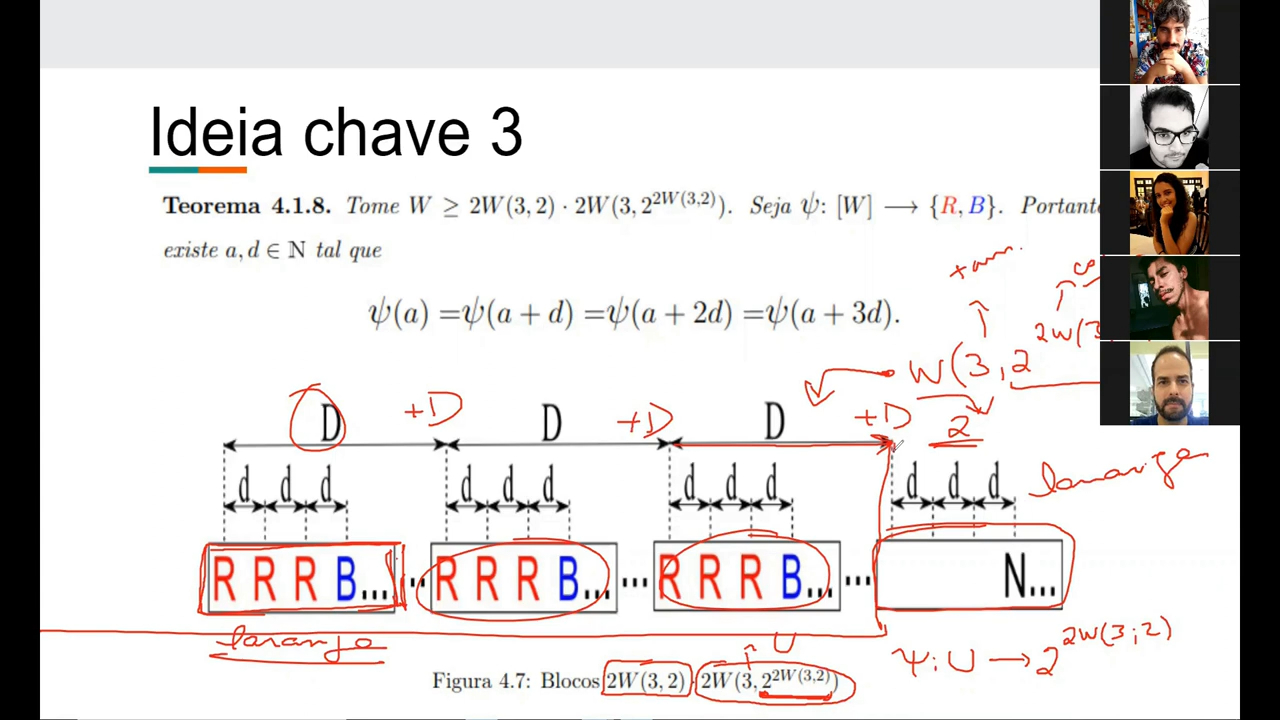 Ideia chave 3
Teorema 4.1.8. Tome W ≥ 2W(3, 2) · 2W(3, 2^{2W(3,2)}). Seja ψ: [W] ⟶ {R, B}. Portant
existe a, d ∈ ℕ tal que
ψ(a) =ψ(a + d) =ψ(a + 2d) =ψ(a + 3d).
2W(3,
W(3,2
D +D D +D D +D 2
d d d d d d d d d d d d laranja
R R R B... ... R R R B... ... R R R B... ... N...
laranja U ψ: U → 2^{2W(3;2)}
Figura 4.7: Blocos 2W(3, 2) · 2W(3, 2^{2W(3,2)})